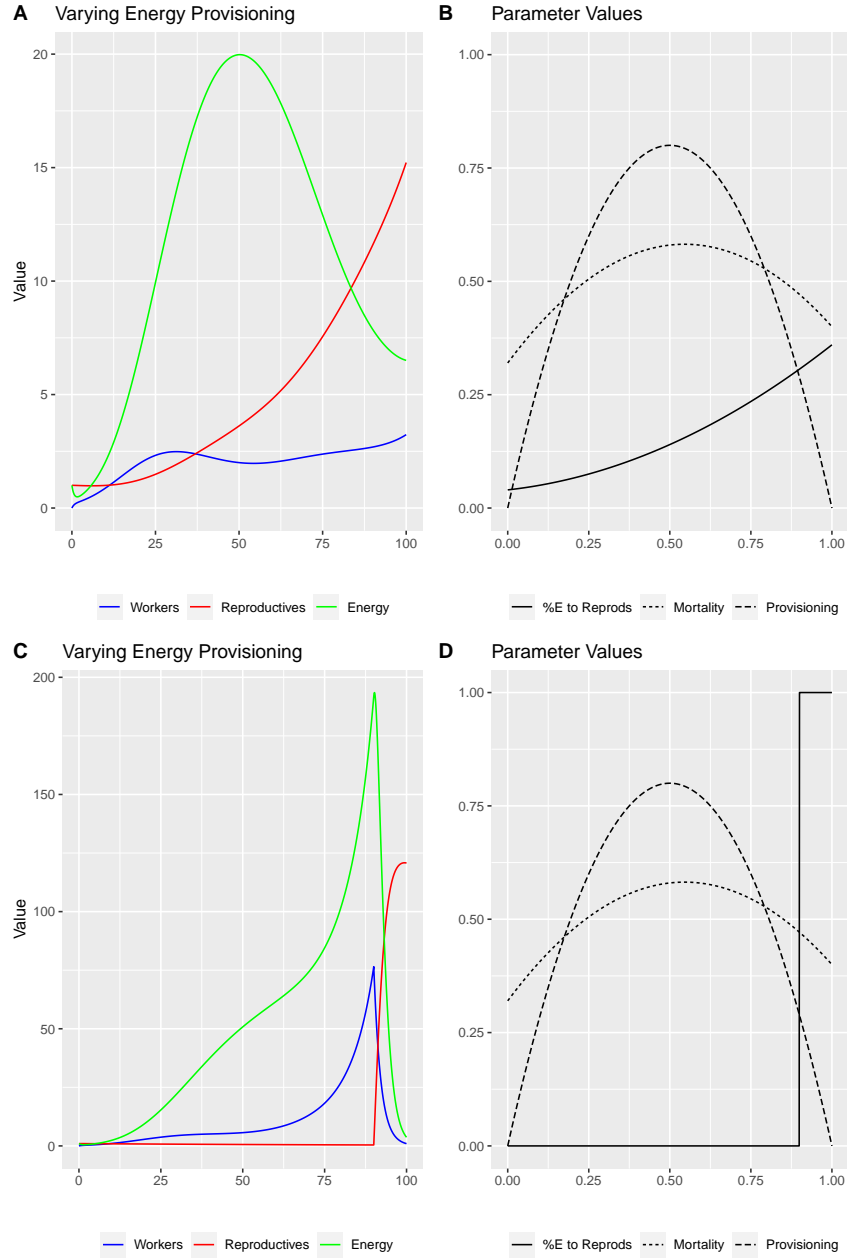 A Varying Energy Provisioning
20
15
10
5
0
Value
0 25 50 75 100
Workers Reproductives Energy
B Parameter Values
1.00
0.75
0.50
0.25
0.00
0.00 0.25 0.50 0.75 1.00
%E to Reprods Mortality Provisioning
C Varying Energy Provisioning
200
150
100
50
0
Value
0 25 50 75 100
Workers Reproductives Energy
D Parameter Values
1.00
0.75
0.50
0.25
0.00
0.00 0.25 0.50 0.75 1.00
%E to Reprods Mortality Provisioning